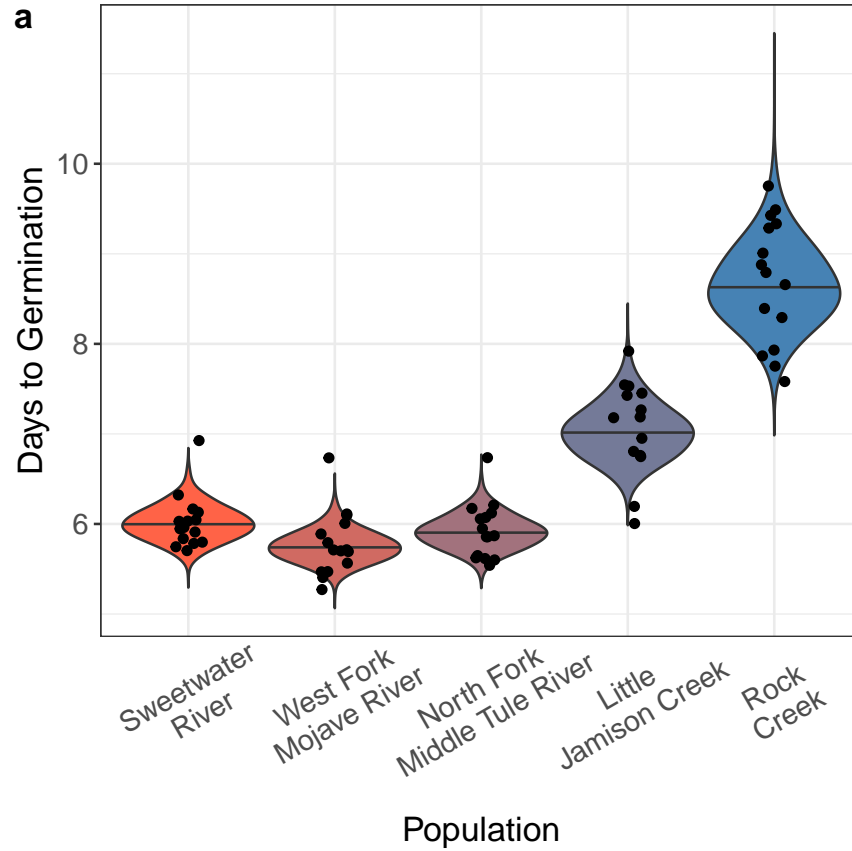 a
Days to Germination
10
8
6
Sweetwater
River
West Fork
Mojave River
North Fork
Middle Tule River
Little
Jamison Creek
Rock
Creek
Population